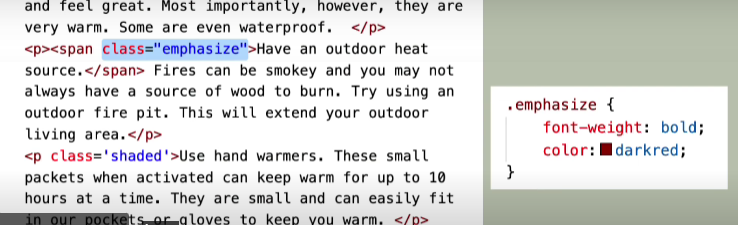 and feel great. Most importantly, however, they are
very warm. Some are even waterproof.  </p>
<p><span class="emphasize">Have an outdoor heat
source.</span> Fires can be smokey and you may not
always have a source of wood to burn. Try using an
outdoor fire pit. This will extend your outdoor
living area.</p>
<p class='shaded'>Use hand warmers. These small
packets when activated can keep warm for up to 10
hours at a time. They are small and can easily fit
in our pockets or gloves to keep you warm. </p>
.emphasize {
font-weight: bold;
color: darkred;
}